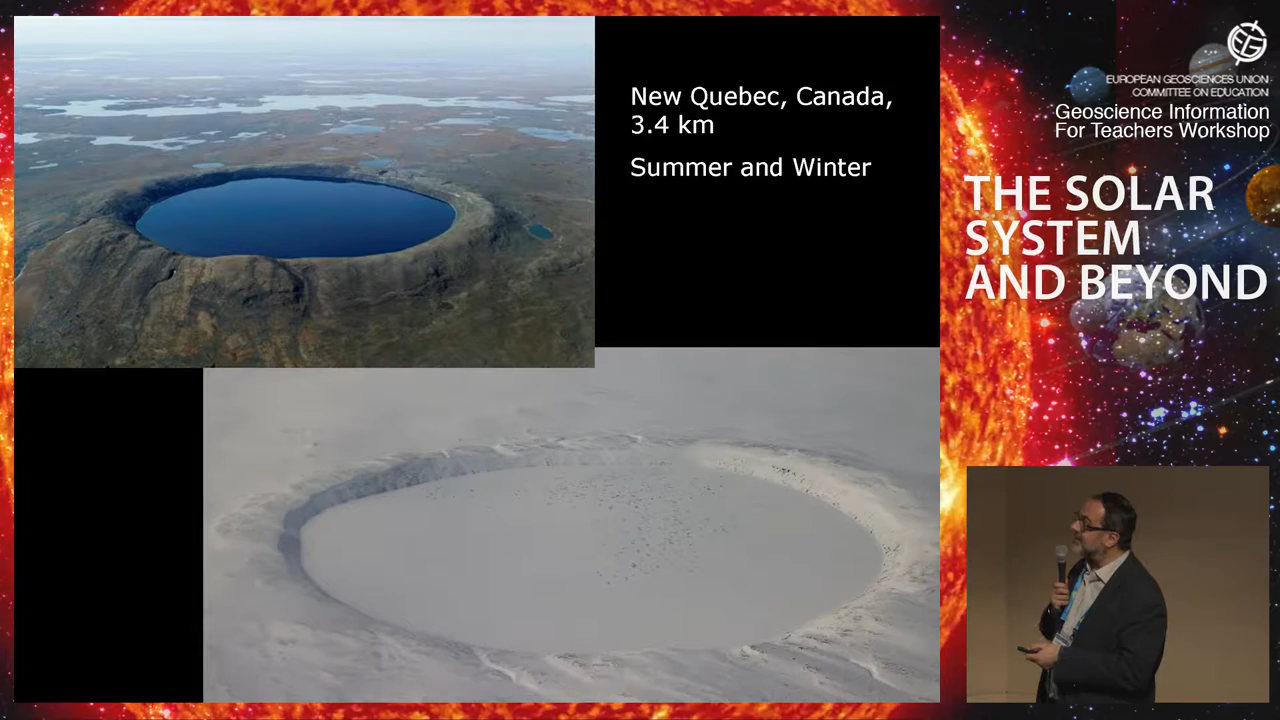 New Quebec, Canada,
3.4 km
Summer and Winter
EUROPEAN GEOSCIENCES UNION
COMMITTEE ON EDUCATION
Geoscience Information
For Teachers Workshop
THE SOLAR
SYSTEM
AND BEYOND